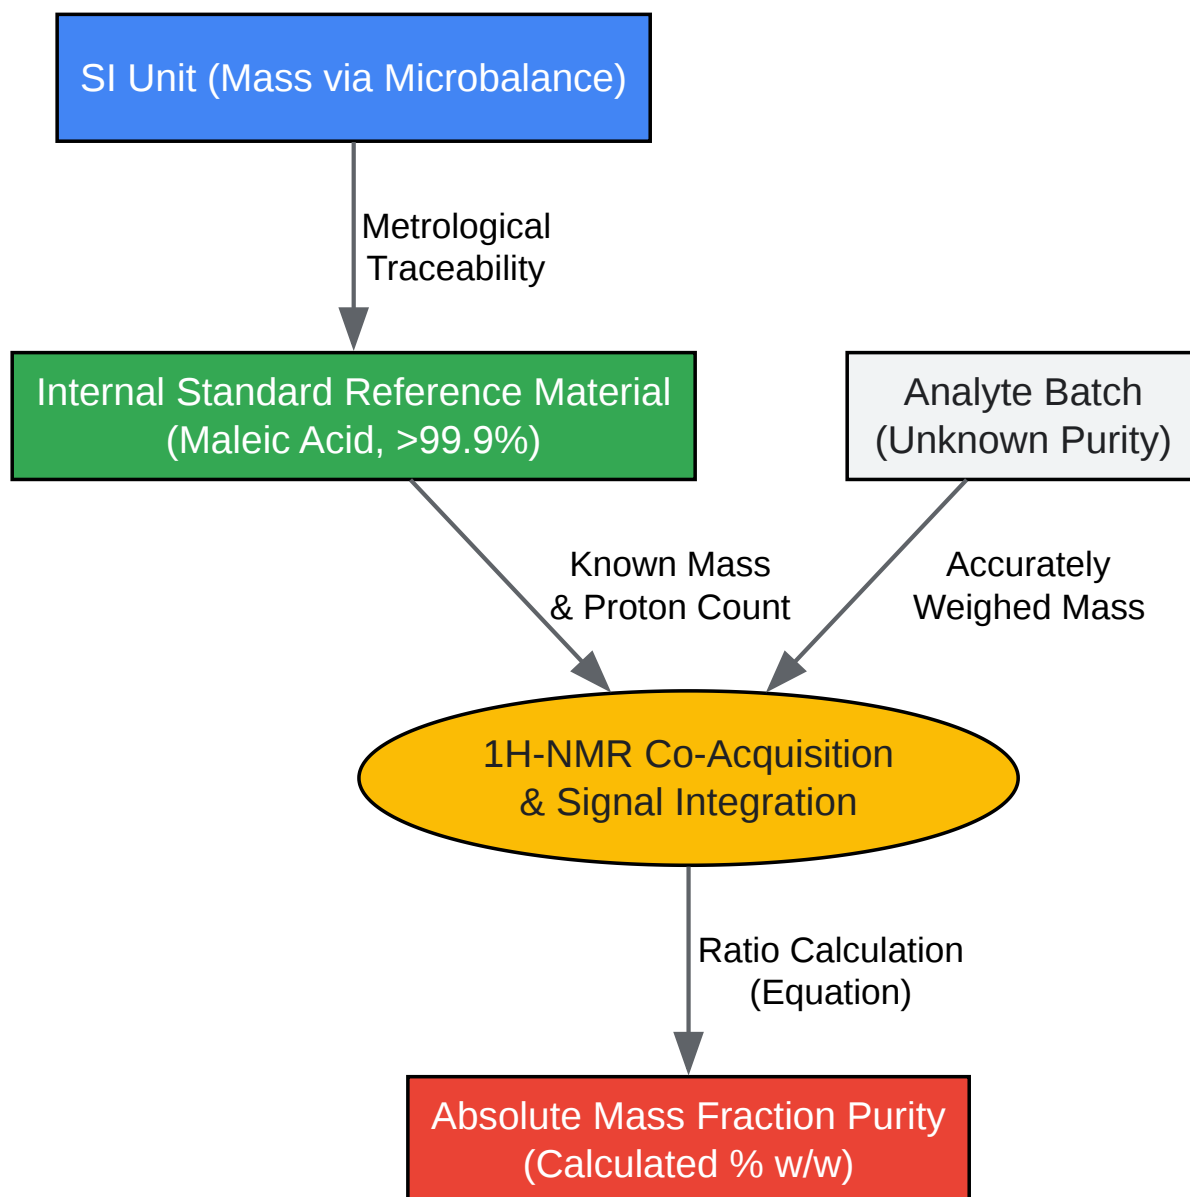 SI Unit (Mass via Microbalance)
Metrological
Traceability
Internal Standard Reference Material
(Maleic Acid, >99.9%)
Analyte Batch
(Unknown Purity)
Known Mass
& Proton Count
Accurately
Weighed Mass
1H-NMR Co-Acquisition
& Signal Integration
Ratio Calculation
(Equation)
Absolute Mass Fraction Purity
(Calculated % w/w)